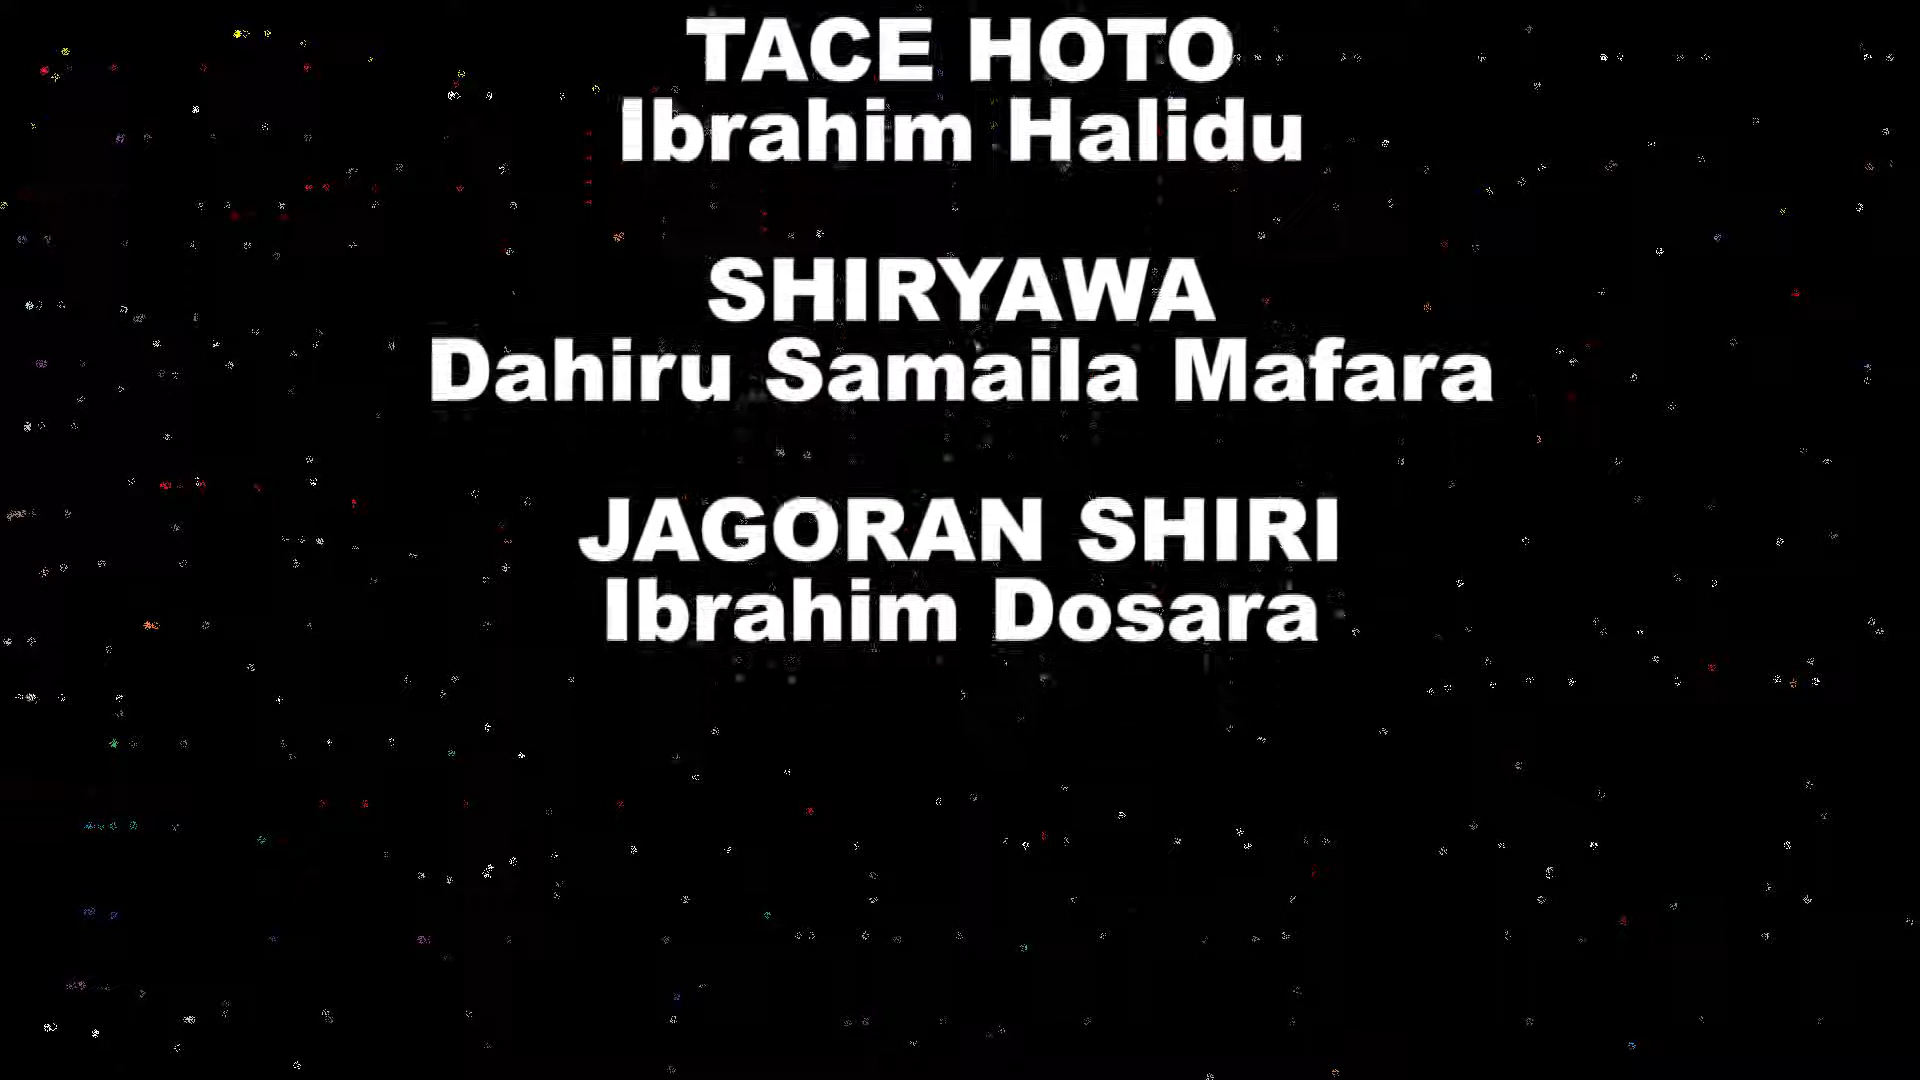 TACE HOTO
Ibrahim Halidu
SHIRYAWA
Dahiru Samaila Mafara
JAGORAN SHIRI
Ibrahim Dosara